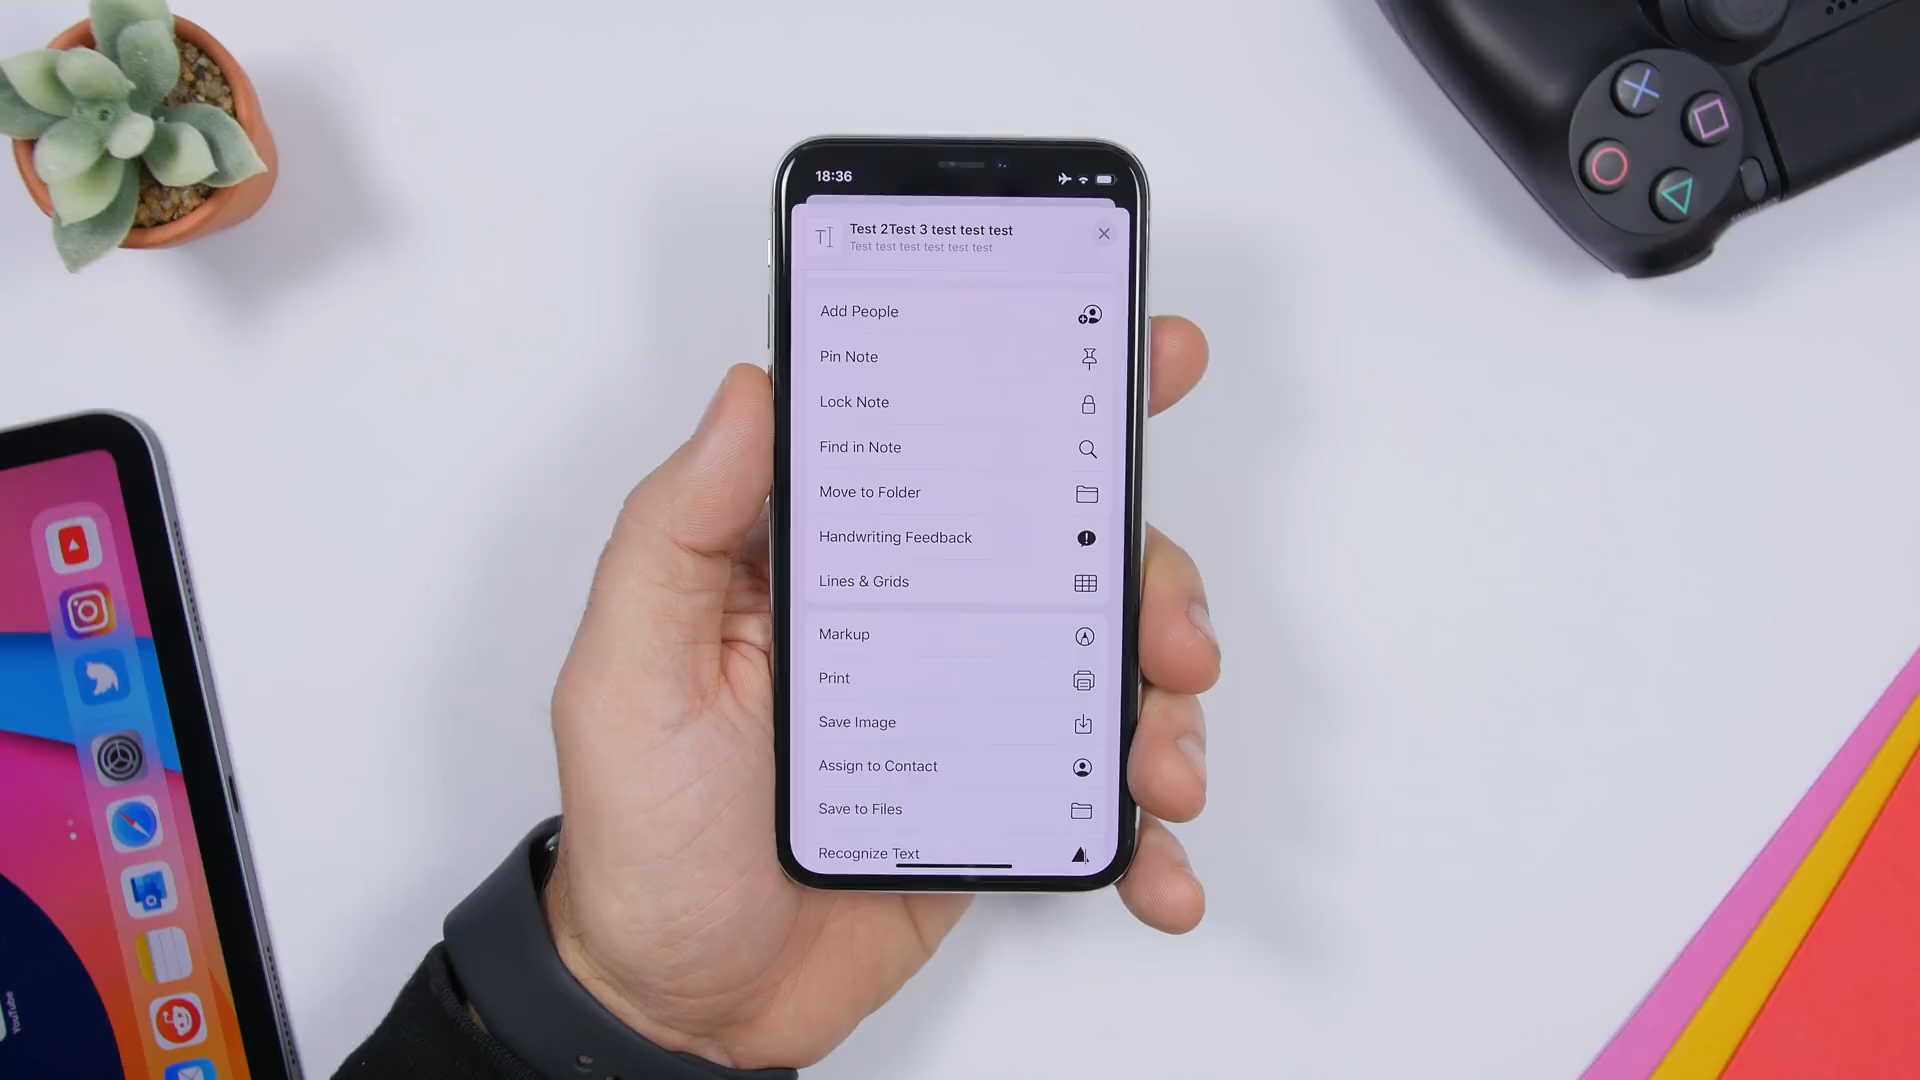 18:36
Test 2Test 3 test test test
Test test test test test test
Add People
Pin Note
Lock Note
Find in Note
Move to Folder
Handwriting Feedback
Lines & Grids
Markup
Print
Save Image
Assign to Contact
Save to Files
Recognize Text
YouTube